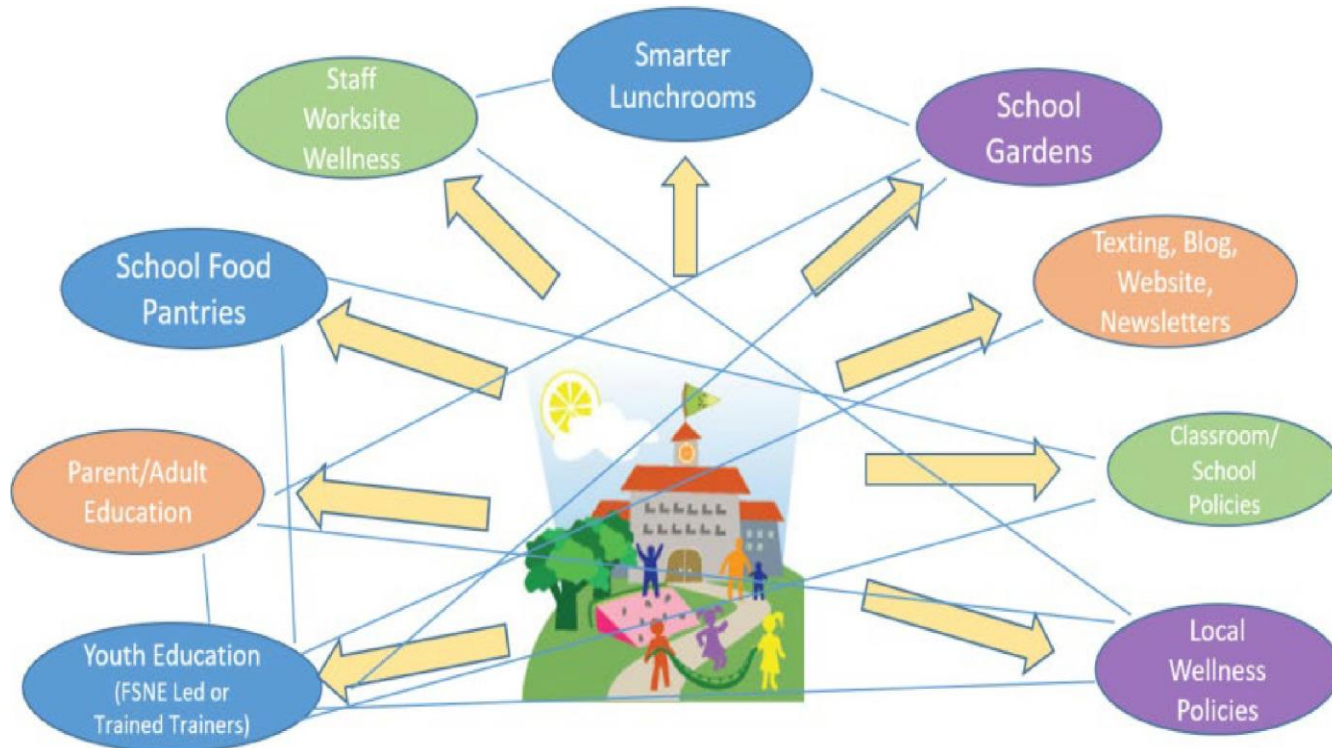 Smarter
Lunchrooms
Staff
Worksite
Wellness
School
Gardens
School Food
Pantries
Texting, Blog,
Website,
Newsletters
Parent/Adult
Education
Classroom/
School
Policies
Youth Education
(FSNE Led or
Trained Trainers)
Local
Wellness
Policies